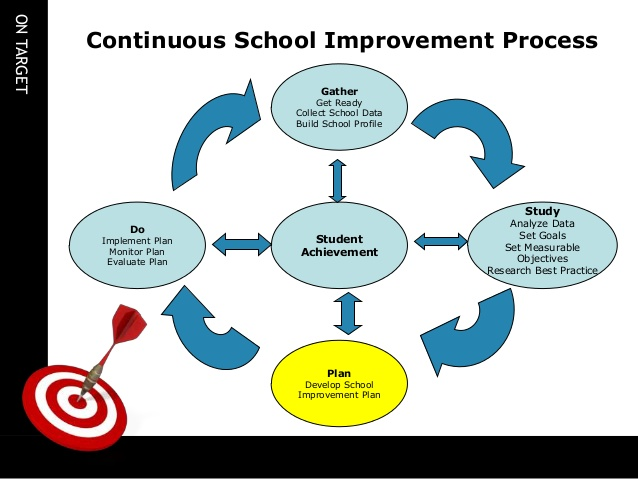 ON TARGET
Continuous School Improvement Process
Gather
Get Ready
Collect School Data
Build School Profile
Do
Implement Plan
Monitor Plan
Evaluate Plan
Student
Achievement
Study
Analyze Data
Set Goals
Set Measurable
Objectives
Research Best Practice
Plan
Develop School
Improvement Plan